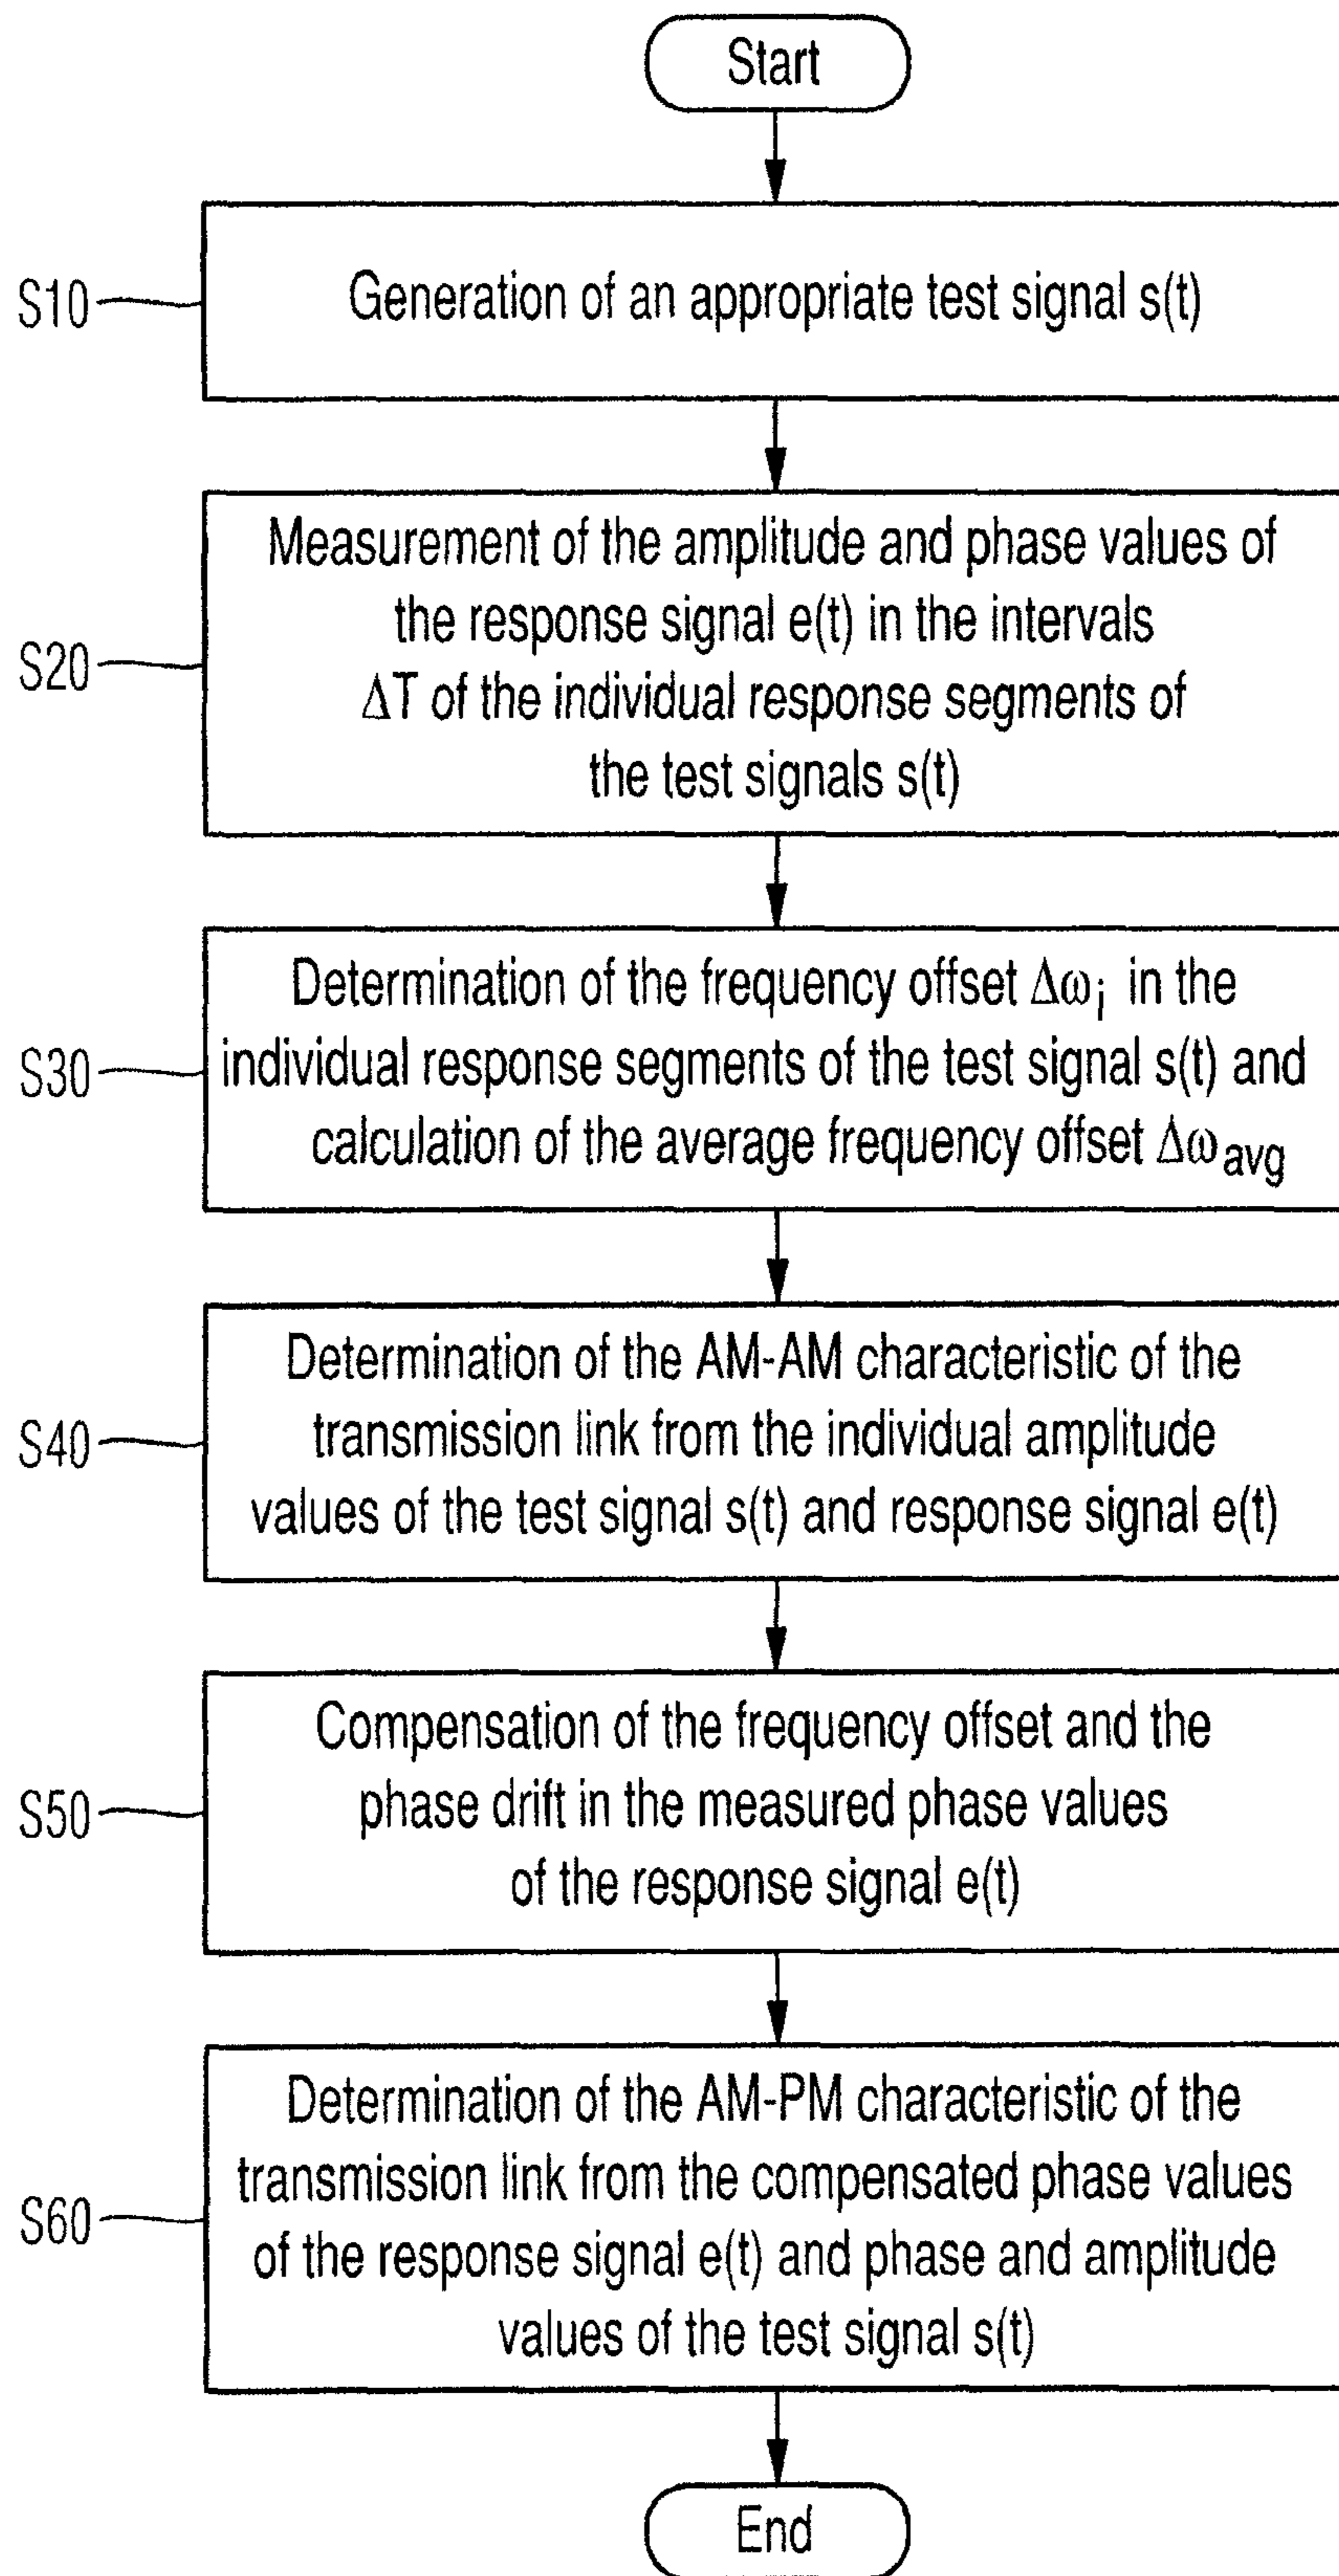 Start
S10
Generation of an appropriate test signal s(t)
S20
Measurement of the amplitude and phase values of
the response signal e(t) in the intervals
ΔT of the individual response segments of
the test signals s(t)
S30
Determination of the frequency offset Δω_i in the
individual response segments of the test signal s(t) and
calculation of the average frequency offset Δω_avg
S40
Determination of the AM-AM characteristic of the
transmission link from the individual amplitude
values of the test signal s(t) and response signal e(t)
S50
Compensation of the frequency offset and the
phase drift in the measured phase values
of the response signal e(t)
S60
Determination of the AM-PM characteristic of the
transmission link from the compensated phase values
of the response signal e(t) and phase and amplitude
values of the test signal s(t)
End